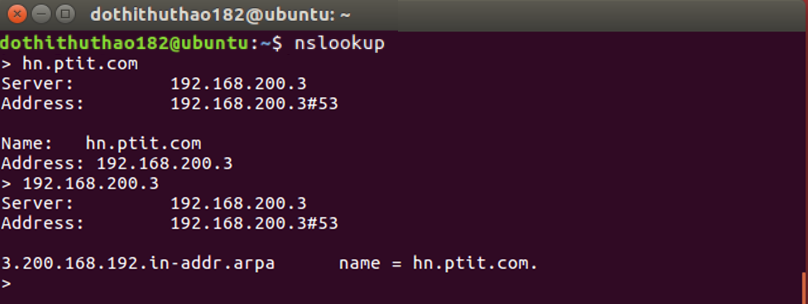 dothithuthao182@ubuntu: ~
dothithuthao182@ubuntu:~$ nslookup
> hn.ptit.com
Server:         192.168.200.3
Address:        192.168.200.3#53
Name:   hn.ptit.com
Address: 192.168.200.3
> 192.168.200.3
Server:         192.168.200.3
Address:        192.168.200.3#53
3.200.168.192.in-addr.arpa      name = hn.ptit.com.
>